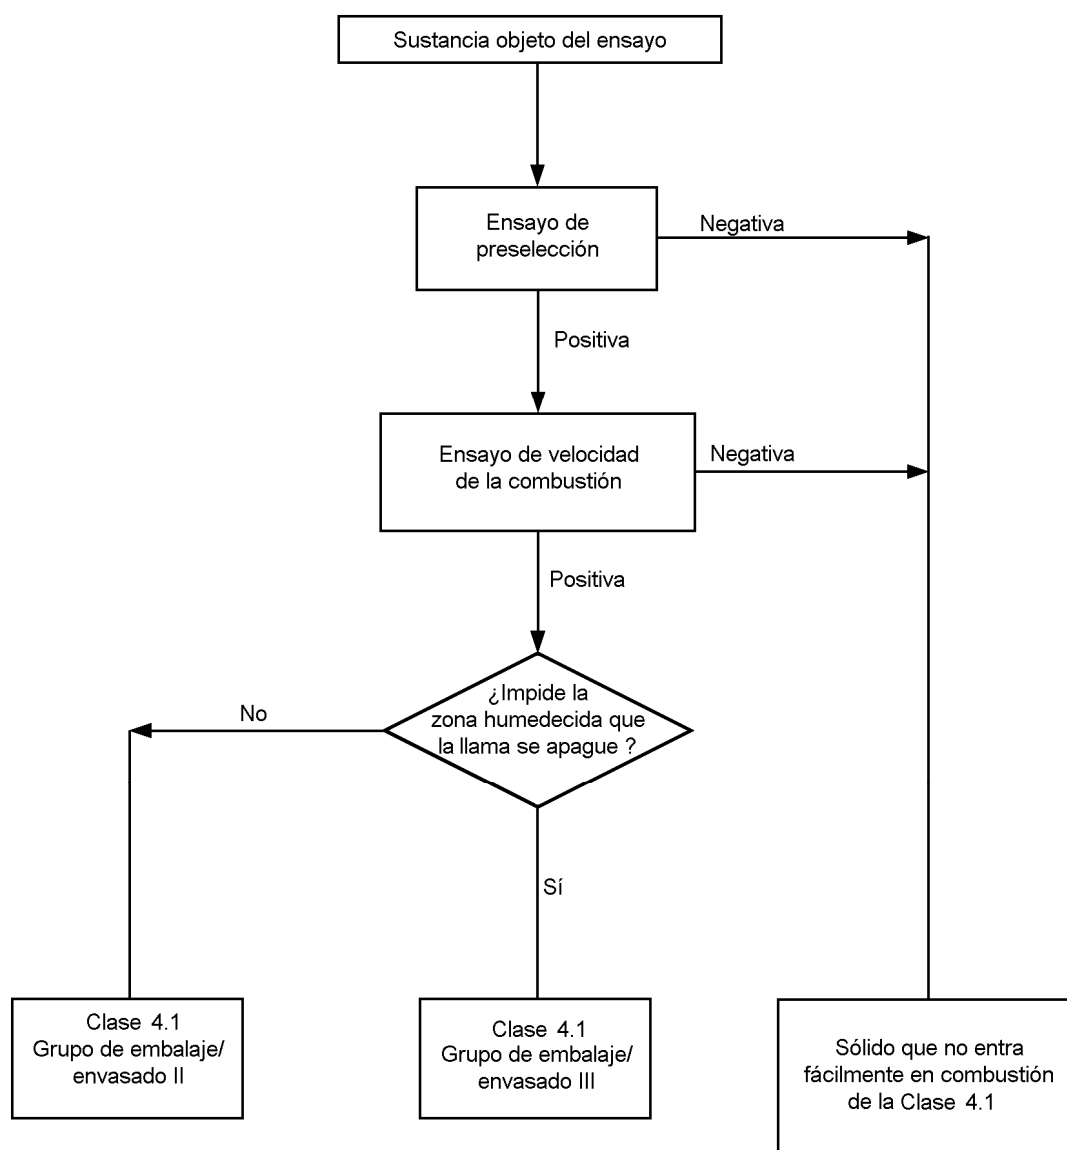 Sustancia objeto del ensayo
Ensayo de
preselección
Negativa
Positiva
Ensayo de velocidad
de la combustión
Negativa
Positiva
¿Impide la
zona humedecida que
la llama se apague ?
No
Sí
Clase 4.1
Grupo de embalaje/
envasado II
Clase 4.1
Grupo de embalaje/
envasado III
Sólido que no entra
fácilmente en combustión
de la Clase 4.1